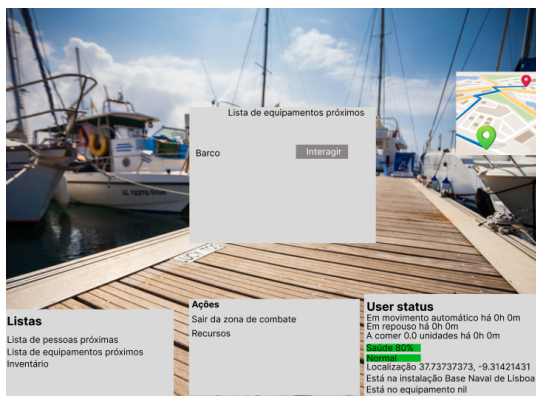 Lista de equipamentos próximos
Barco
Interagir
Listas
Lista de pessoas próximas
Lista de equipamentos próximos
Inventário
Ações
Sair da zona de combate
Recursos
User status
Em movimento automático há 0h 0m
Em repouso há 0h 0m
A comer 0.0 unidades há 0h 0m
Saúde 80%
Normal
Localização 37.73737373, -9.31421431
Está na instalação Base Naval de Lisboa
Está no equipamento nil